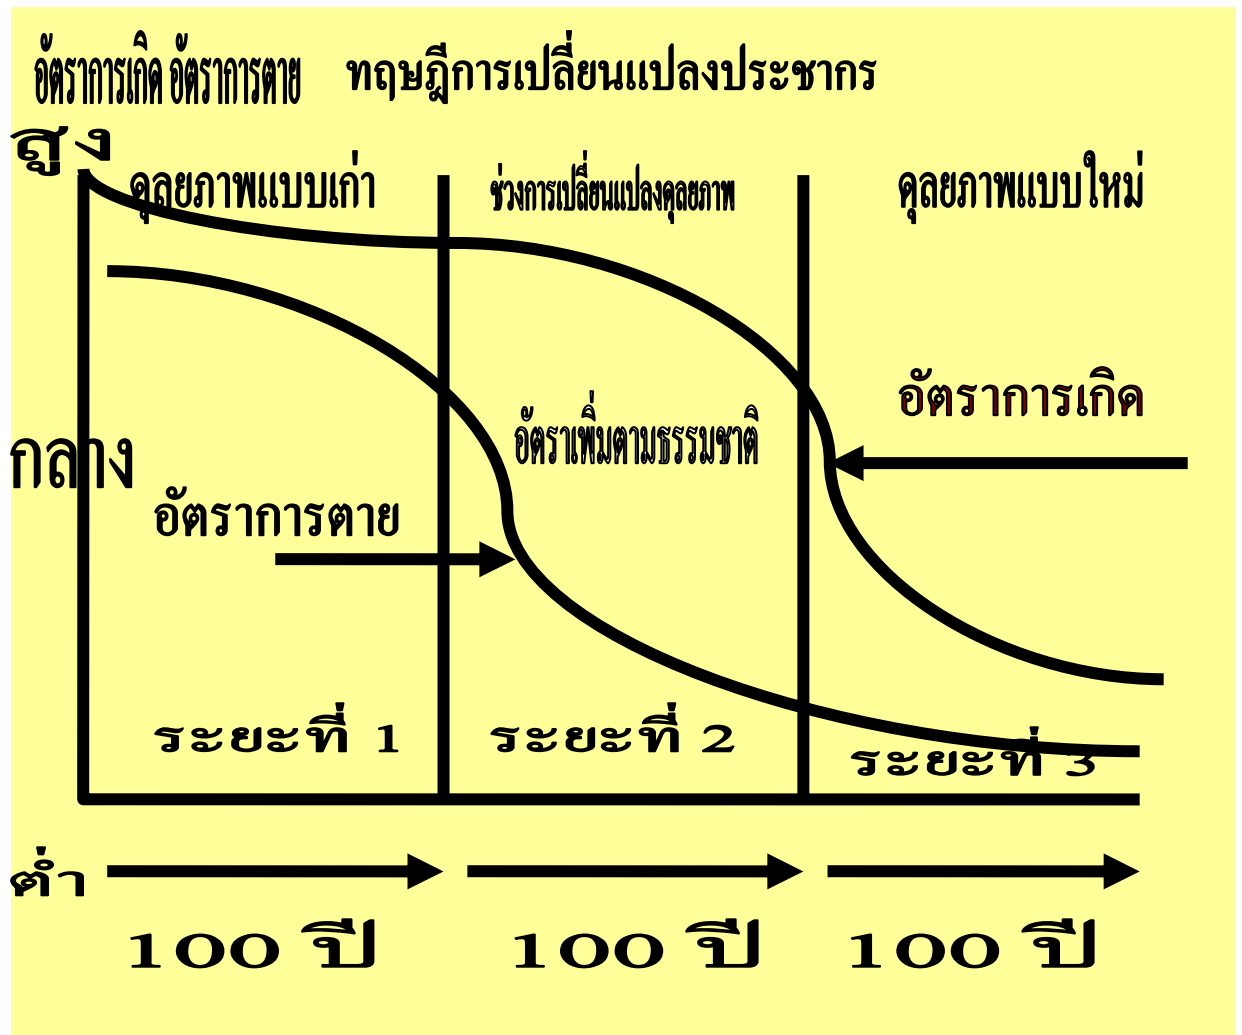 อัตราการเกิด อัตราการตาย
ทฤษฎีการเปลี่ยนแปลงประชากร
สูง
ดุลยภาพแบบเก่า
ช่วงการเปลี่ยนแปลงดุลยภาพ
ดุลยภาพแบบใหม่
อัตราการเกิด
กลาง
อัตราเพิ่มตามธรรมชาติ
อัตราการตาย
ระยะที่ 1
ระยะที่ 2
ระยะที่ 3
ต่ำ
100 ปี
100 ปี
100 ปี